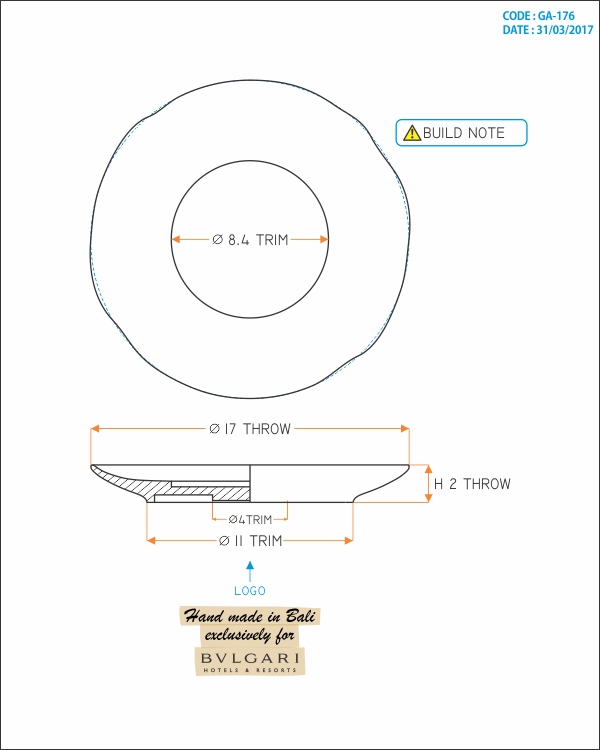 CODE : GA-176
DATE : 31/03/2017
BUILD NOTE
Ø 8.4 TRIM
Ø 17 THROW
H 2 THROW
Ø4TRIM
Ø 11 TRIM
LOGO
Hand made in Bali
exclusively for
BVLGARI
HOTELS & RESORTS